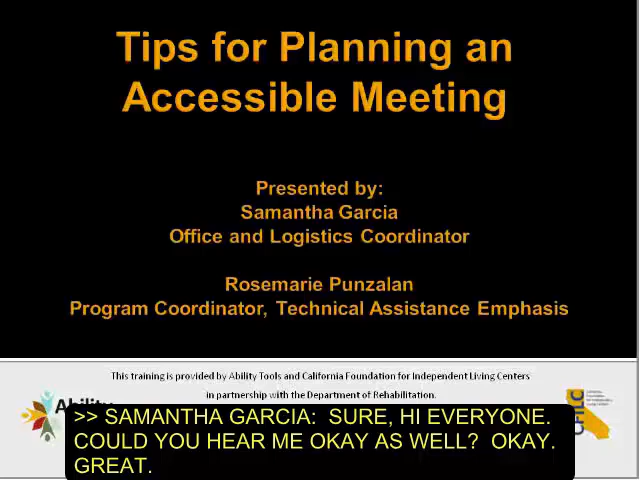 Tips for Planning an
Accessible Meeting
Presented by:
Samantha Garcia
Office and Logistics Coordinator
Rosemarie Punzalan
Program Coordinator, Technical Assistance Emphasis
This training is provided by Ability Tools and California Foundation for Independent Living Centers
in partnership with the Department of Rehabilitation.
Ability
CFILC
>> SAMANTHA GARCIA:  SURE, HI EVERYONE.
COULD YOU HEAR ME OKAY AS WELL?  OKAY.
GREAT.